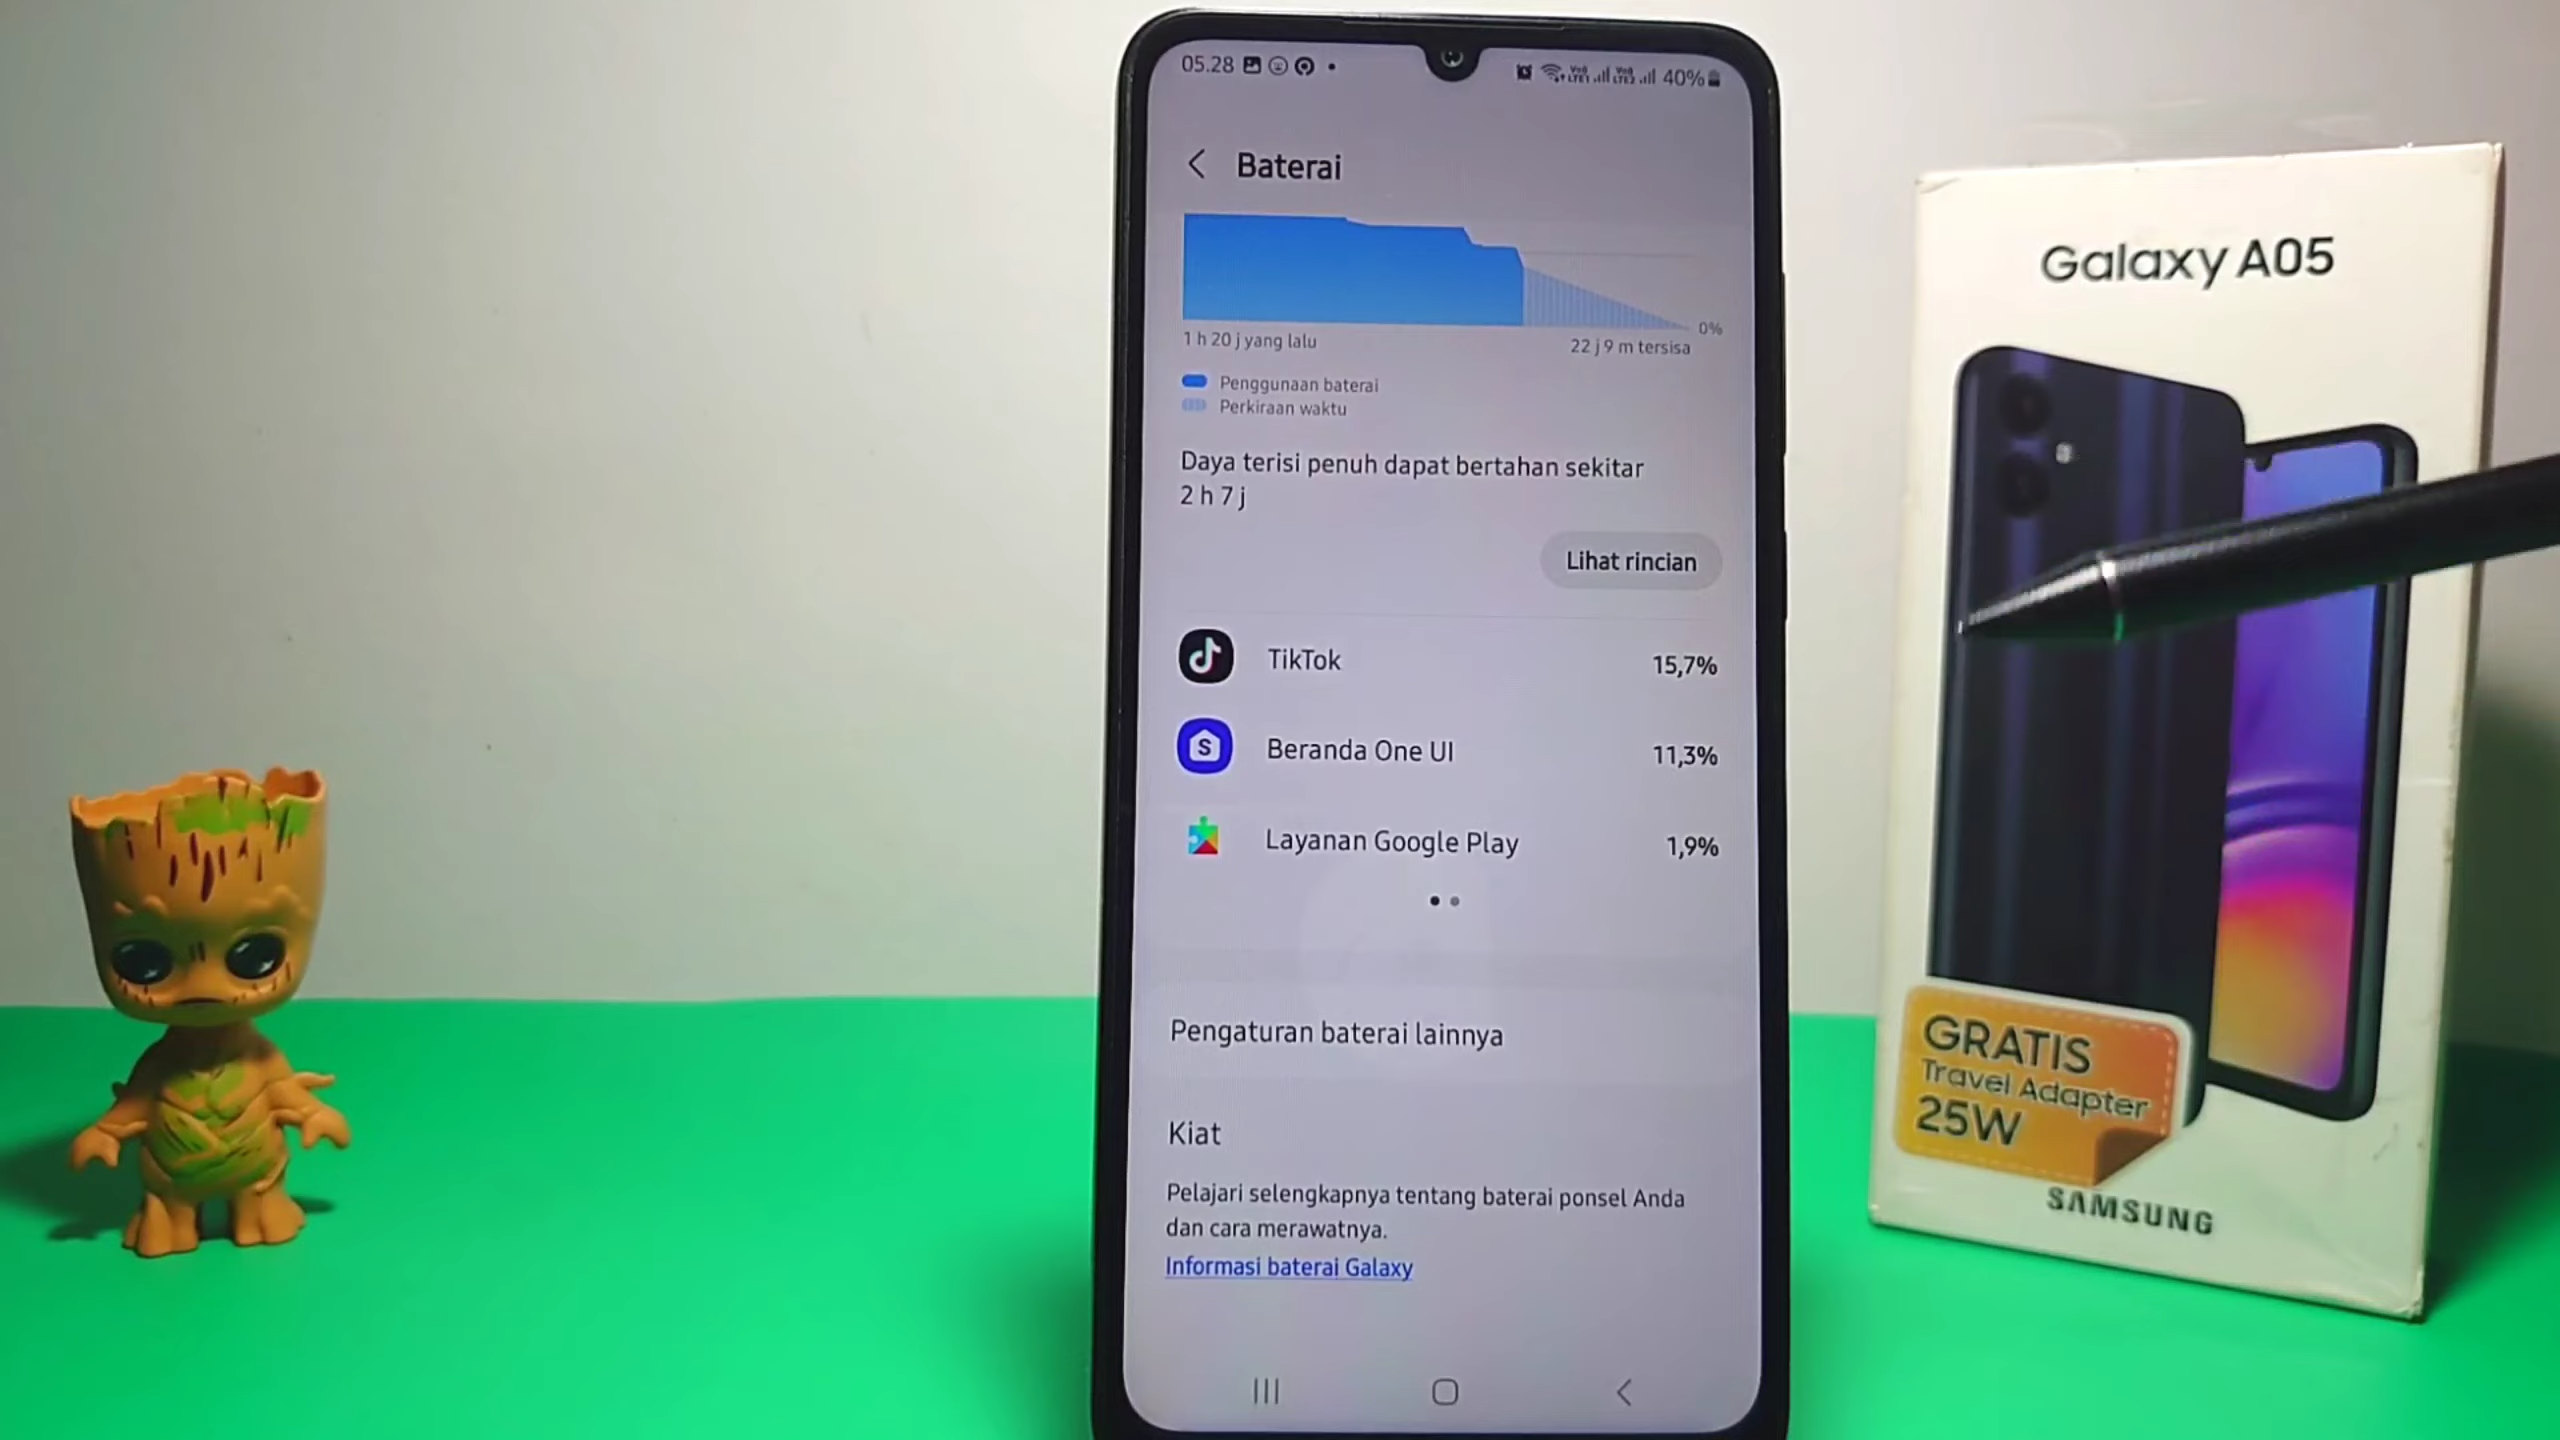 05.28
40%
Baterai
0%
1 h 20 j yang lalu
22 j 9 m tersisa
Penggunaan baterai
Perkiraan waktu
Daya terisi penuh dapat bertahan sekitar
2 h 7 j
Lihat rincian
TikTok 15,7%
Beranda One UI 11,3%
Layanan Google Play 1,9%
Pengaturan baterai lainnya
Kiat
Pelajari selengkapnya tentang baterai ponsel Anda
dan cara merawatnya.
Informasi baterai Galaxy
Galaxy A05
GRATIS
Travel Adapter
25W
SAMSUNG